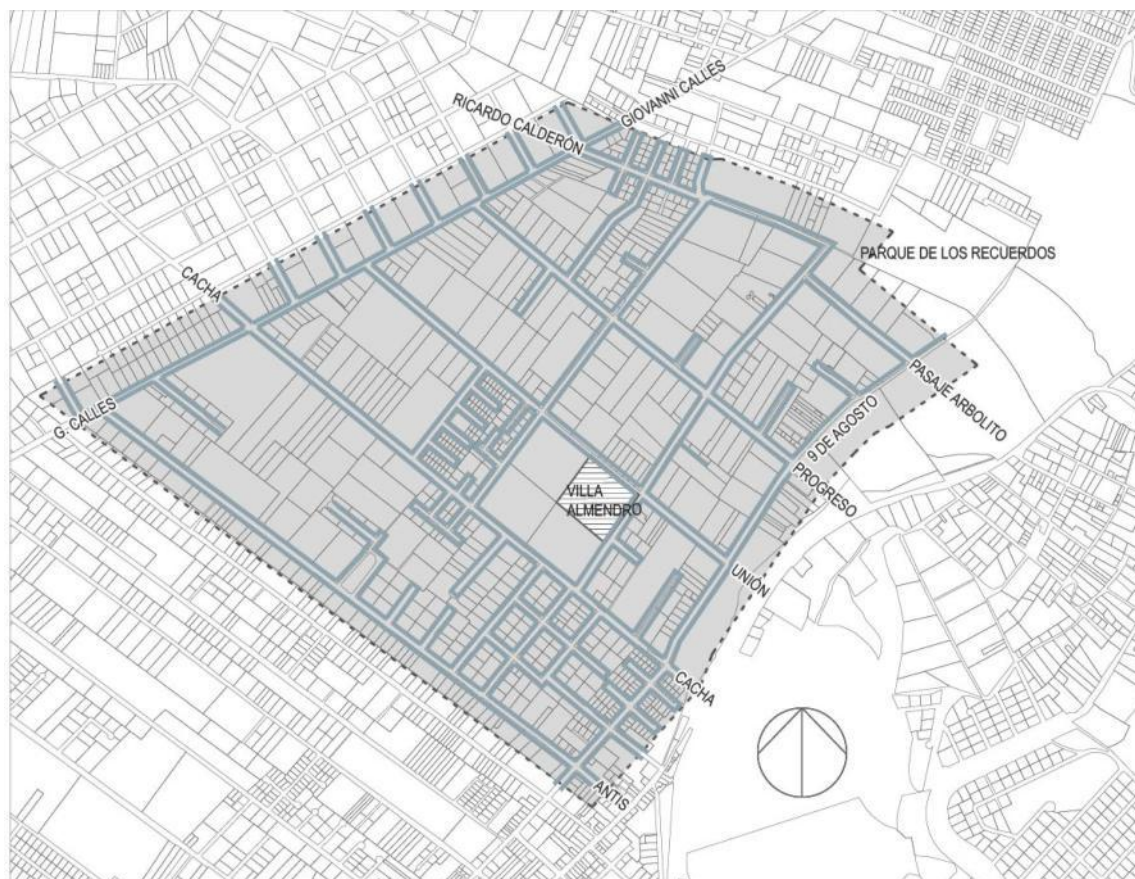 GIOVANNI CALLES
RICARDO CALDERÓN
PARQUE DE LOS RECUERDOS
CACHA
PASAJE ARBOLITO
G. CALLES
9 DE AGOSTO
PROGRESO
VILLA
ALMENDRO
UNIÓN
CACHA
ANTIS